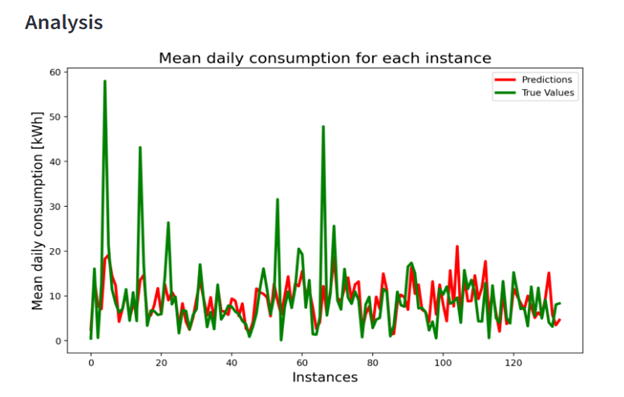 Analysis
Mean daily consumption for each instance
Predictions
True Values
Mean daily consumption [kWh]
60
50
40
30
20
10
0
0 20 40 60 80 100 120
Instances